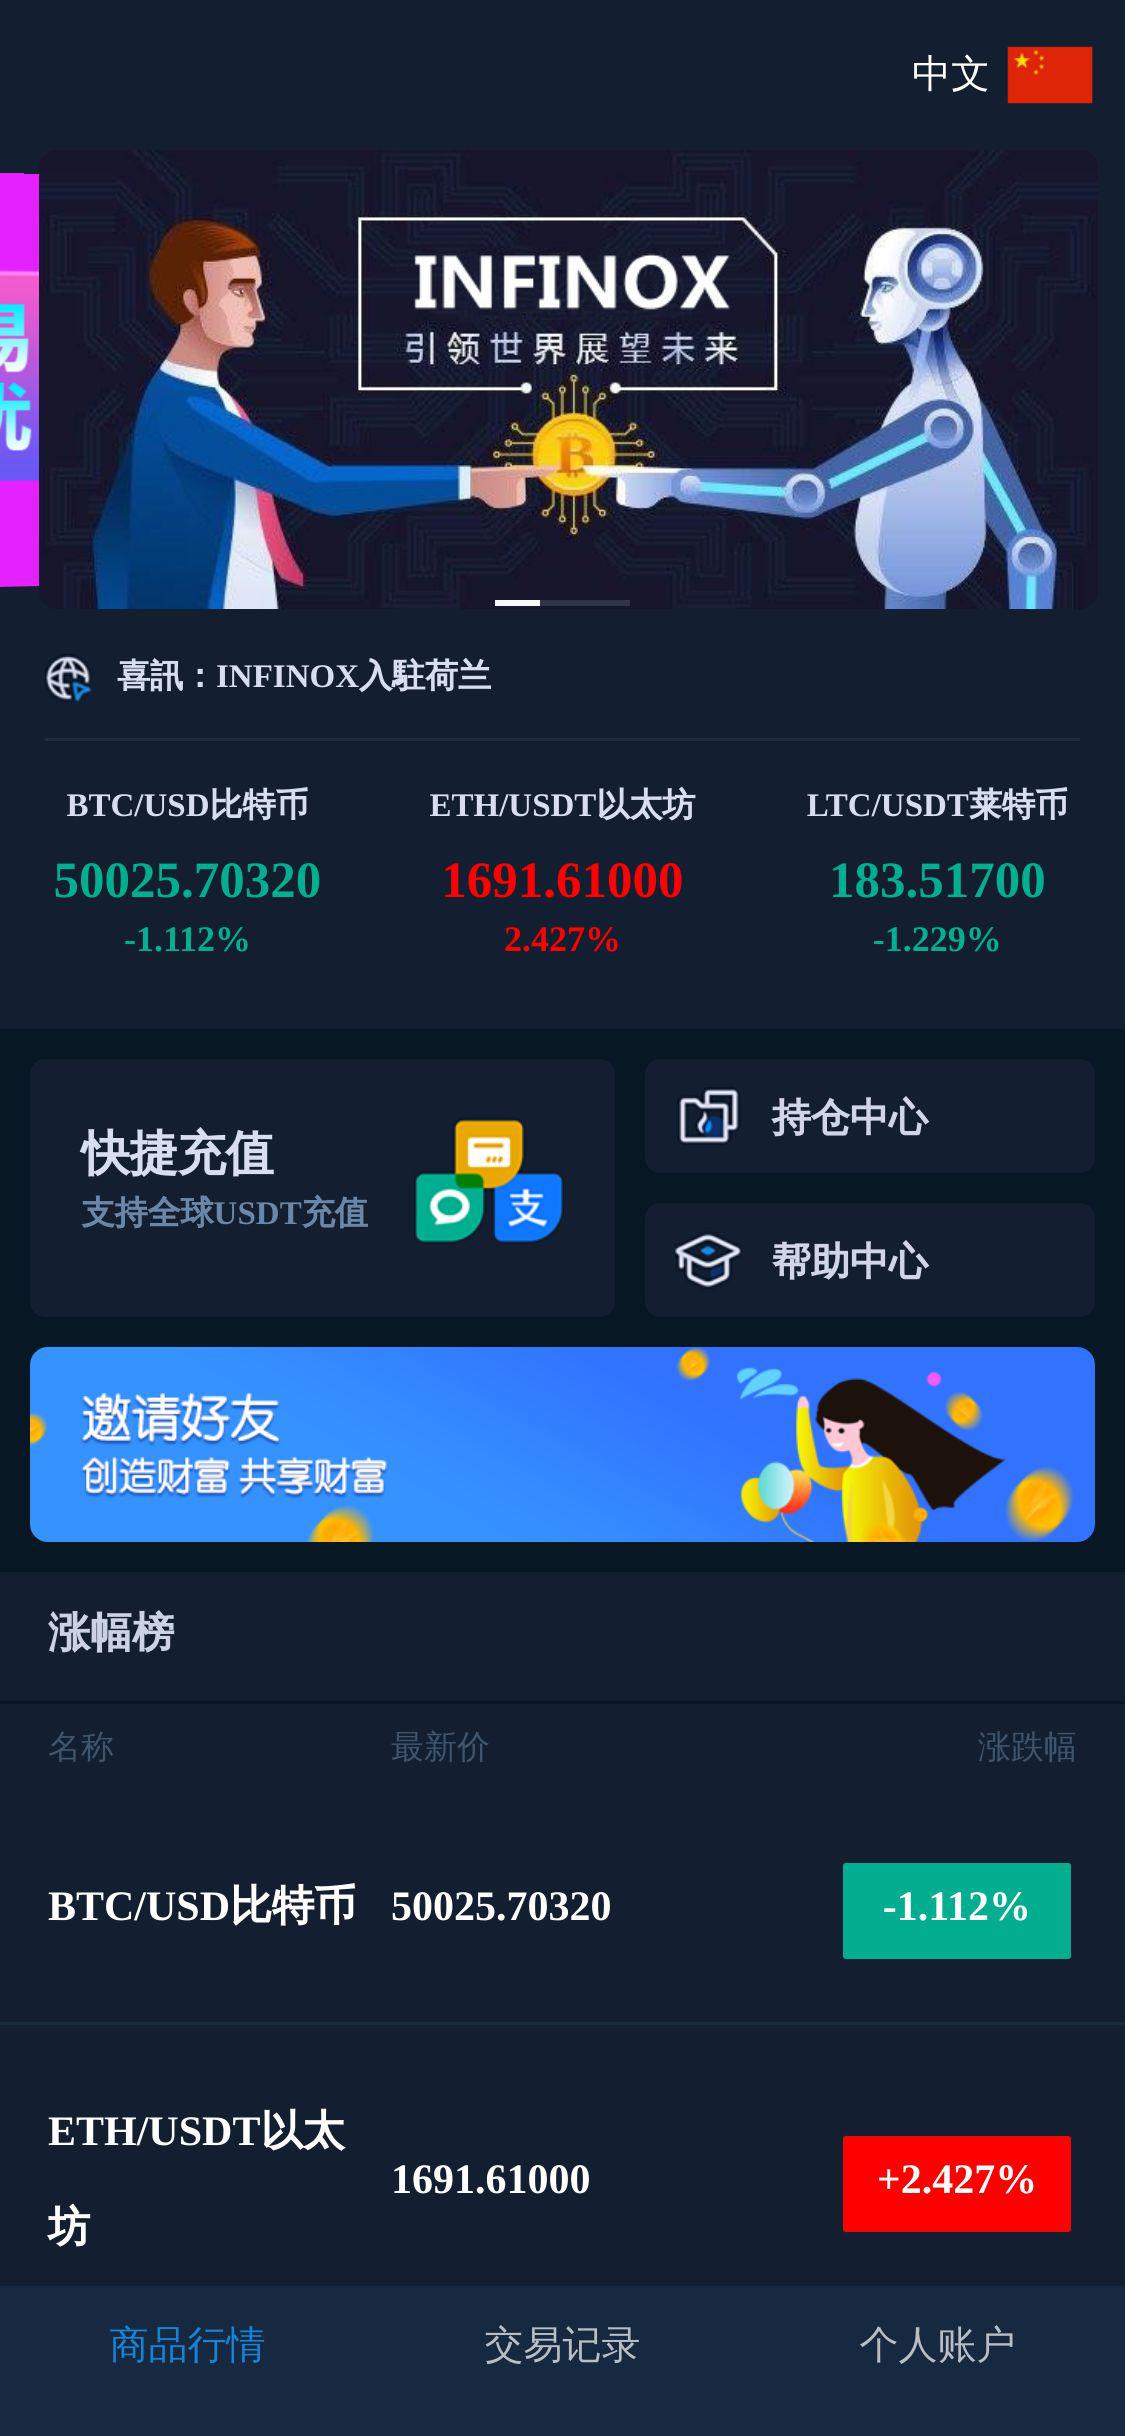 中文
易
扰
INFINOX
引领世界展望未来
喜訊：INFINOX入駐荷兰
BTC/USD比特币
50025.70320
-1.112%
ETH/USDT以太坊
1691.61000
2.427%
LTC/USDT莱特币
183.51700
-1.229%
快捷充值
支持全球USDT充值
支
持仓中心
帮助中心
邀请好友
创造财富 共享财富
涨幅榜
名称 最新价 涨跌幅
BTC/USD比特币 50025.70320 -1.112%
ETH/USDT以太
坊
1691.61000 +2.427%
商品行情 交易记录 个人账户